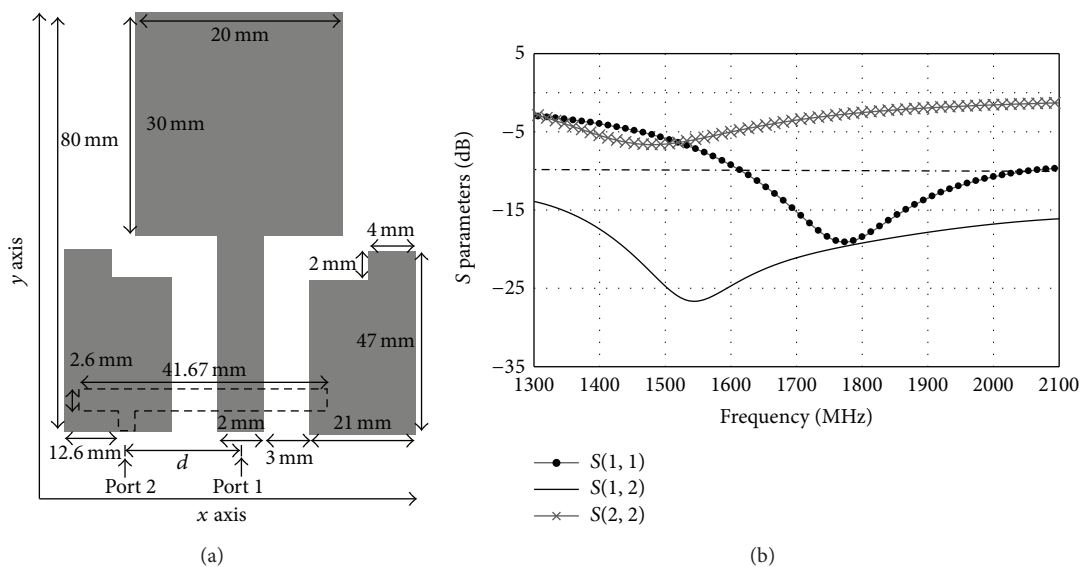 20 mm
80 mm
30 mm
y axis
4 mm
2 mm
47 mm
2.6 mm
41.67 mm
2 mm
21 mm
12.6 mm
d
3 mm
Port 2
Port 1
x axis
(a)
5
−5
−15
−25
−35
S parameters (dB)
1300 1400 1500 1600 1700 1800 1900 2000 2100
Frequency (MHz)
S(1, 1)
S(1, 2)
S(2, 2)
(b)